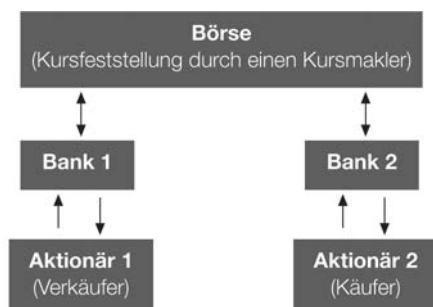 Börse
(Kursfeststellung durch einen Kursmakler)
Bank 1
Bank 2
Aktionär 1
(Verkäufer)
Aktionär 2
(Käufer)